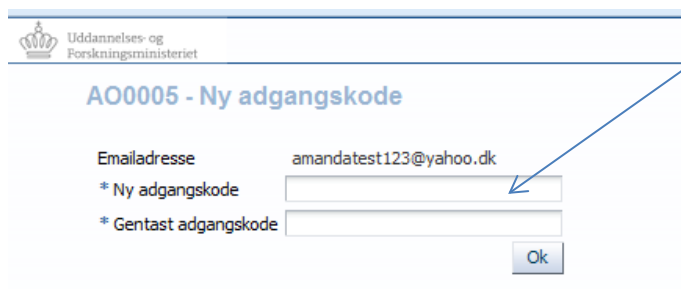 Uddannelses- og
Forskningsministeriet
AO0005 - Ny adgangskode
Emailadresse amandatest123@yahoo.dk
* Ny adgangskode
* Gentast adgangskode
Ok